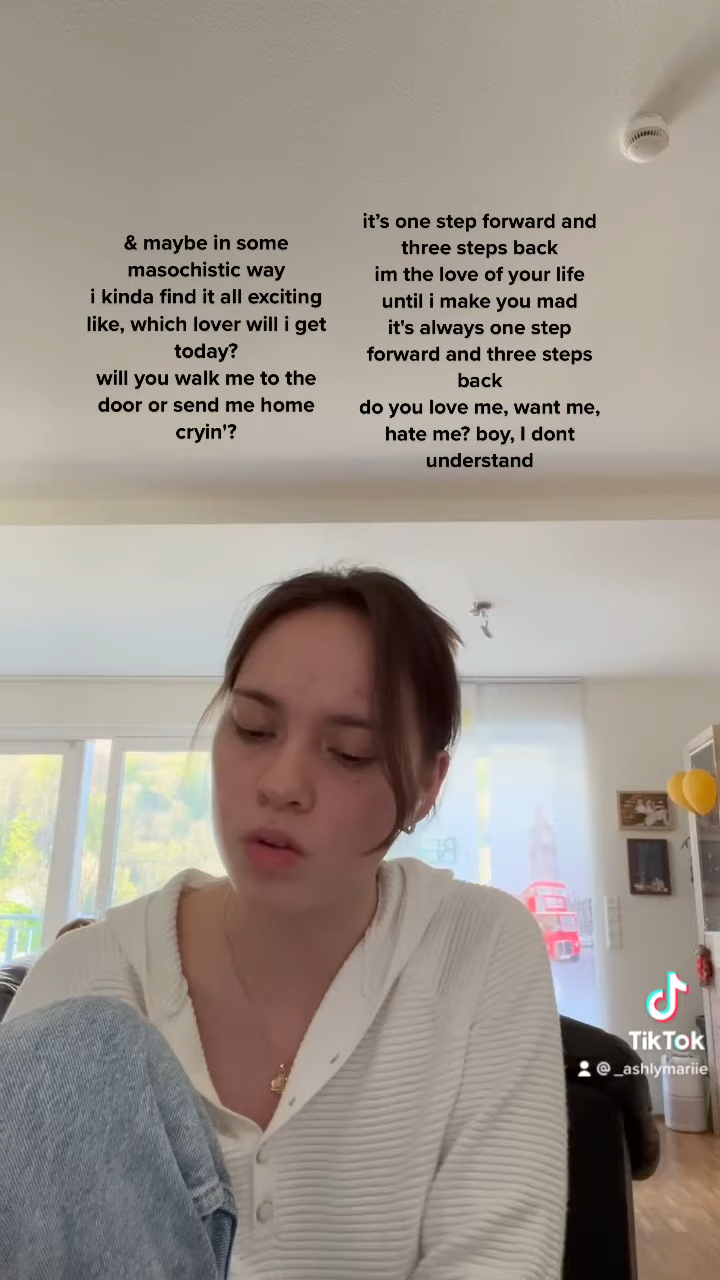 & maybe in some
masochistic way
i kinda find it all exciting
like, which lover will i get
today?
will you walk me to the
door or send me home
cryin'?
it’s one step forward and
three steps back
im the love of your life
until i make you mad
it's always one step
forward and three steps
back
do you love me, want me,
hate me? boy, I dont
understand
TikTok
@_ashlymariie